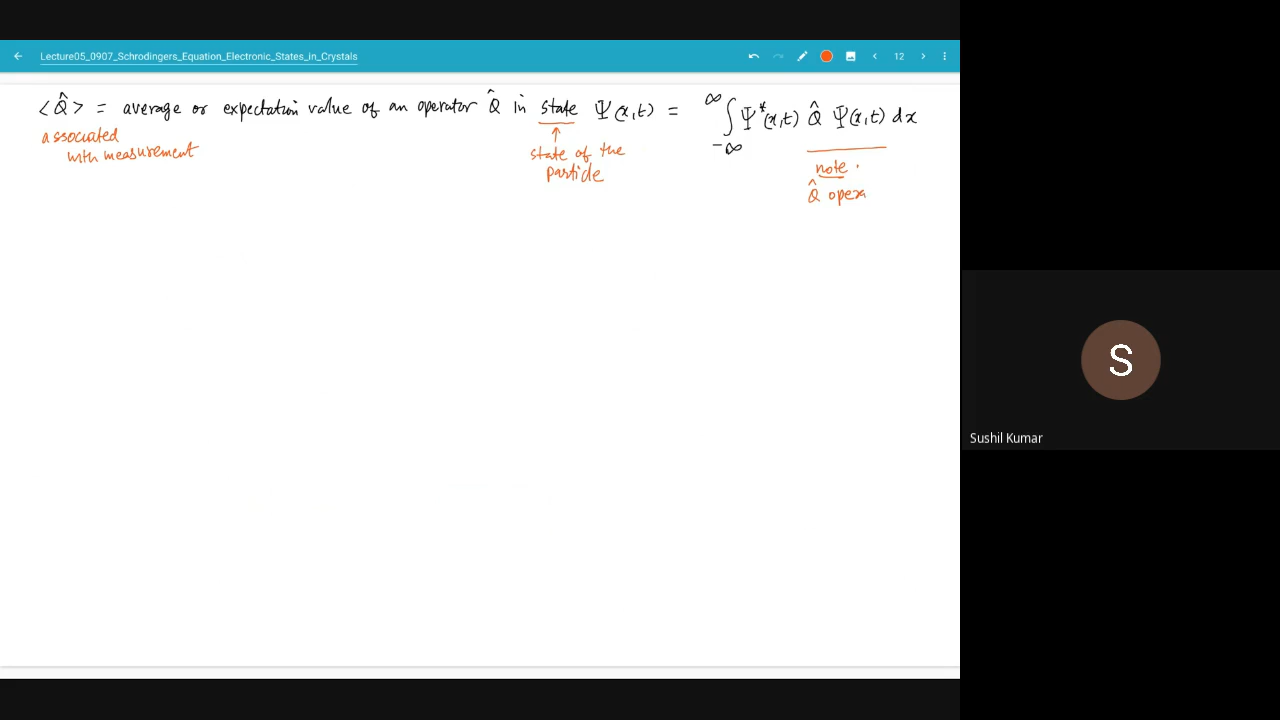 Lecture05_0907_Schrodingers_Equation_Electronic_States_in_Crystals
12
<Q̂> = average or expectation value of an operator Q̂ in state Ψ(x,t) = ∫_{-∞}^{∞} Ψ*(x,t) Q̂ Ψ(x,t) dx
associated
with measurement
↑
state of the
particle
note
Q̂ opera
S
Sushil Kumar